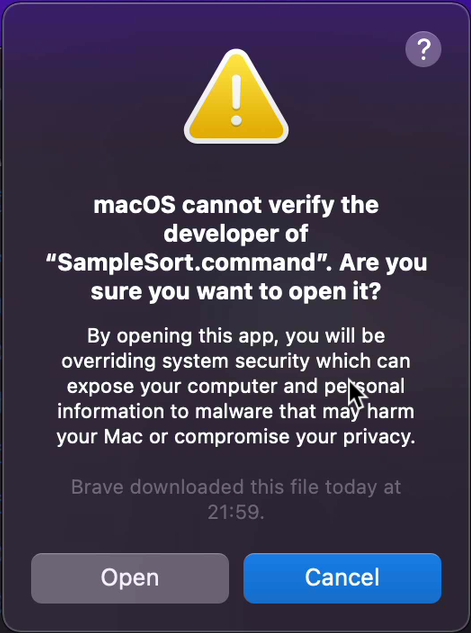 ?
macOS cannot verify the
developer of
“SampleSort.command”. Are you
sure you want to open it?
By opening this app, you will be
overriding system security which can
expose your computer and personal
information to malware that may harm
your Mac or compromise your privacy.
Brave downloaded this file today at
21:59.
Open
Cancel